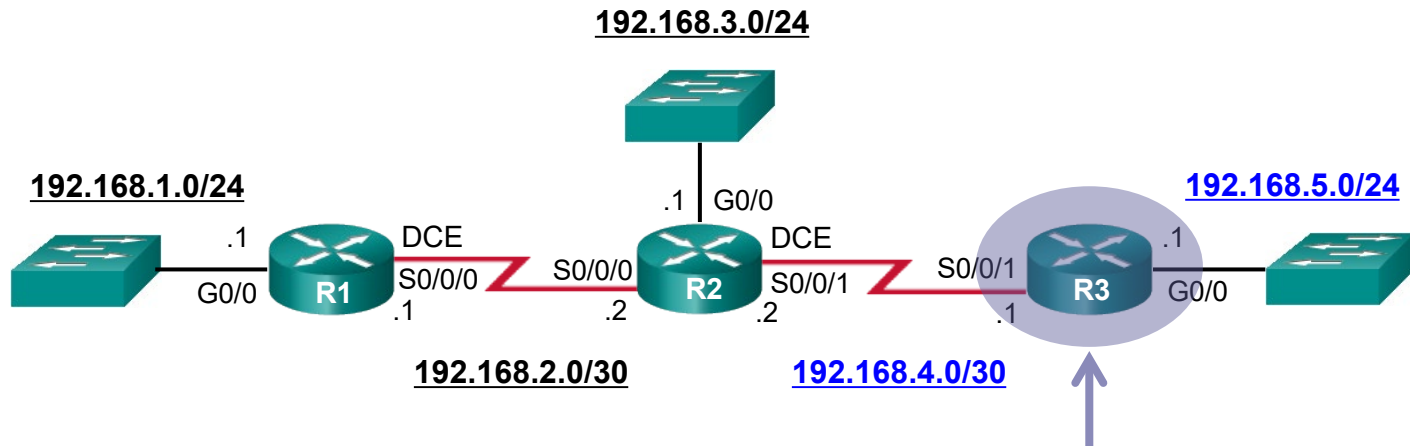 192.168.3.0/24
192.168.1.0/24
192.168.5.0/24
.1
G0/0
.1
DCE
G0/0
S0/0/0
R1
.1
S0/0/0
.2
R2
DCE
S0/0/1
.2
S0/0/1
.1
R3
.1
G0/0
192.168.2.0/30
192.168.4.0/30